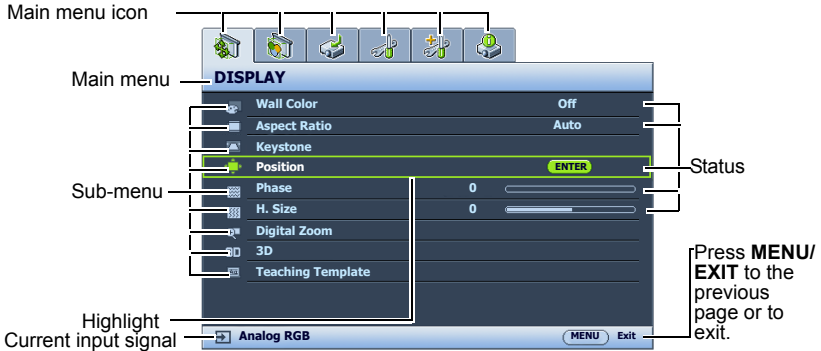 Main menu icon
Main menu
DISPLAY
Wall Color Off
Aspect Ratio Auto
Keystone
Position ENTER
Status
Sub-menu
Phase 0
H. Size 0
Digital Zoom
3D
Teaching Template
Press MENU/
EXIT to the
previous
page or to
exit.
Highlight
Current input signal
Analog RGB
MENU Exit